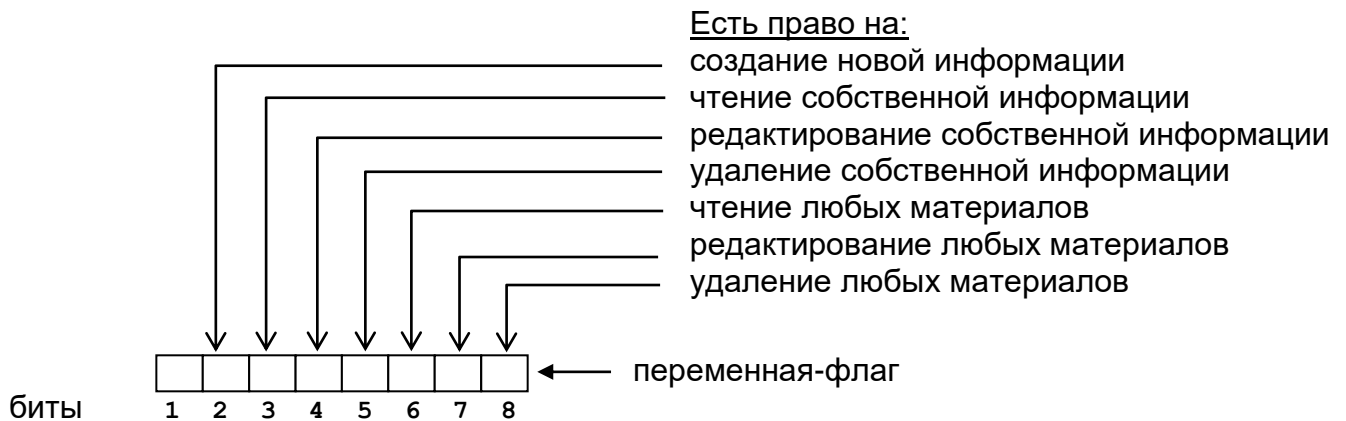 Есть право на:
создание новой информации
чтение собственной информации
редактирование собственной информации
удаление собственной информации
чтение любых материалов
редактирование любых материалов
удаление любых материалов
переменная-флаг
биты 1 2 3 4 5 6 7 8